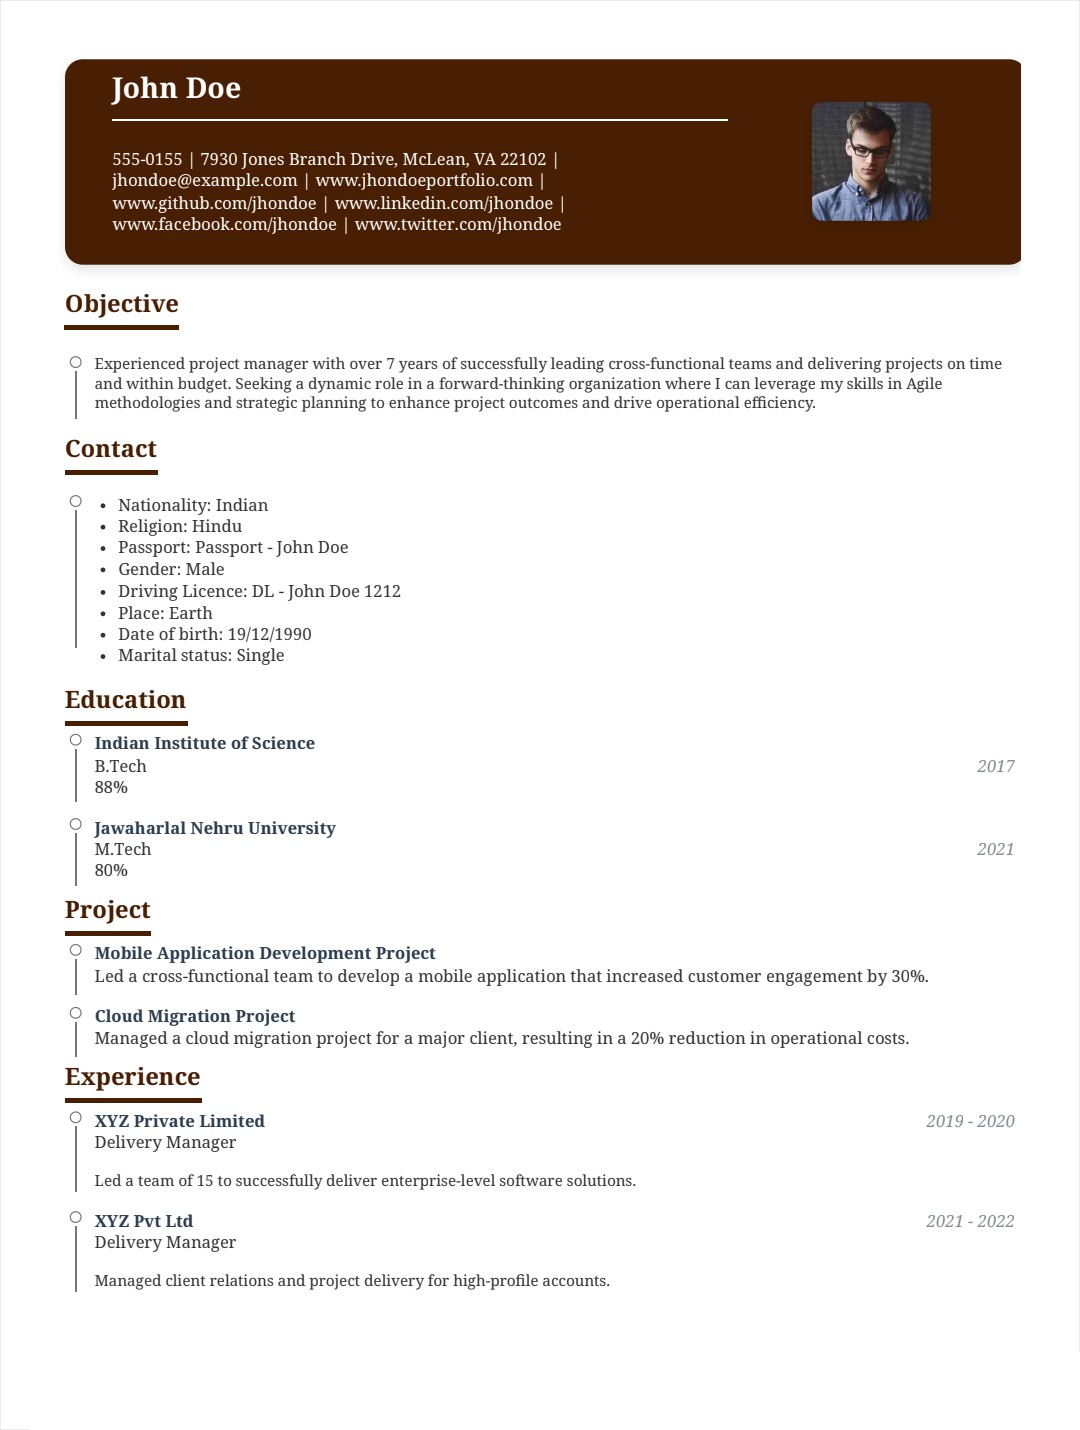 John Doe
555-0155 | 7930 Jones Branch Drive, McLean, VA 22102 |
jhondoe@example.com | www.jhondoeportfolio.com |
www.github.com/jhondoe | www.linkedin.com/jhondoe |
www.facebook.com/jhondoe | www.twitter.com/jhondoe
Objective
Experienced project manager with over 7 years of successfully leading cross-functional teams and delivering projects on time
and within budget. Seeking a dynamic role in a forward-thinking organization where I can leverage my skills in Agile
methodologies and strategic planning to enhance project outcomes and drive operational efficiency.
Contact
• Nationality: Indian
• Religion: Hindu
• Passport: Passport - John Doe
• Gender: Male
• Driving Licence: DL - John Doe 1212
• Place: Earth
• Date of birth: 19/12/1990
• Marital status: Single
Education
Indian Institute of Science
B.Tech 2017
88%
Jawaharlal Nehru University
M.Tech 2021
80%
Project
Mobile Application Development Project
Led a cross-functional team to develop a mobile application that increased customer engagement by 30%.
Cloud Migration Project
Managed a cloud migration project for a major client, resulting in a 20% reduction in operational costs.
Experience
XYZ Private Limited 2019 - 2020
Delivery Manager
Led a team of 15 to successfully deliver enterprise-level software solutions.
XYZ Pvt Ltd 2021 - 2022
Delivery Manager
Managed client relations and project delivery for high-profile accounts.